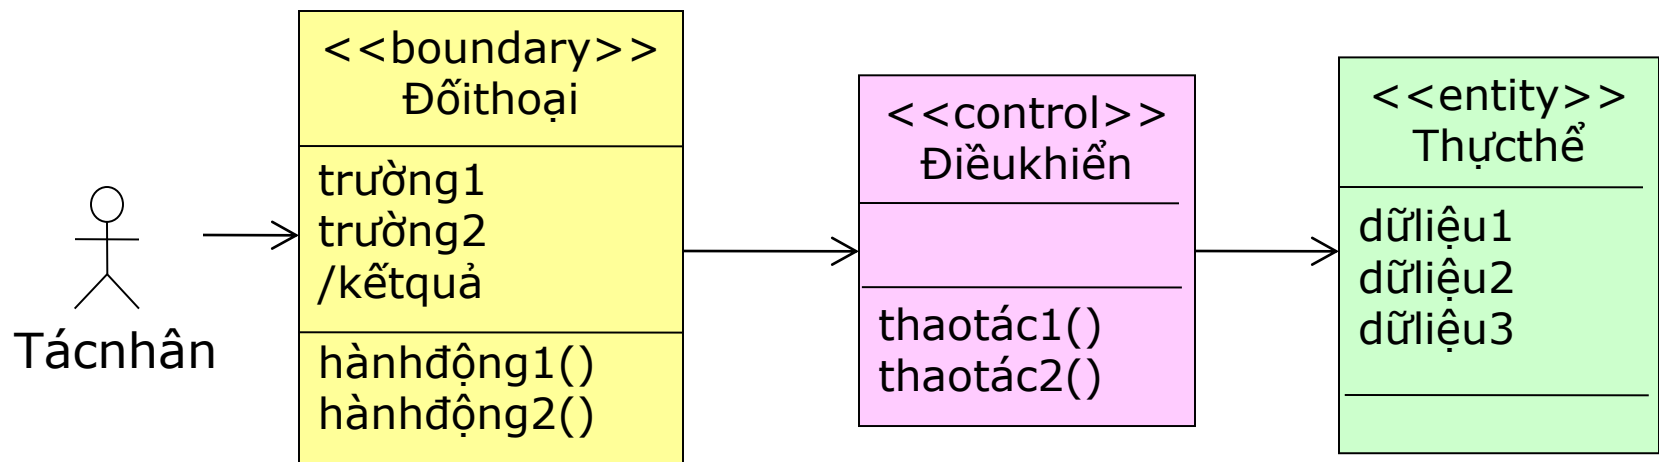 Tácnhân
<<boundary>>
Đốithoại
trường1
trường2
/kếtquả
hànhđộng1()
hànhđộng2()
<<control>>
Điềukhiển
thaotác1()
thaotác2()
<<entity>>
Thựcthể
dữliệu1
dữliệu2
dữliệu3